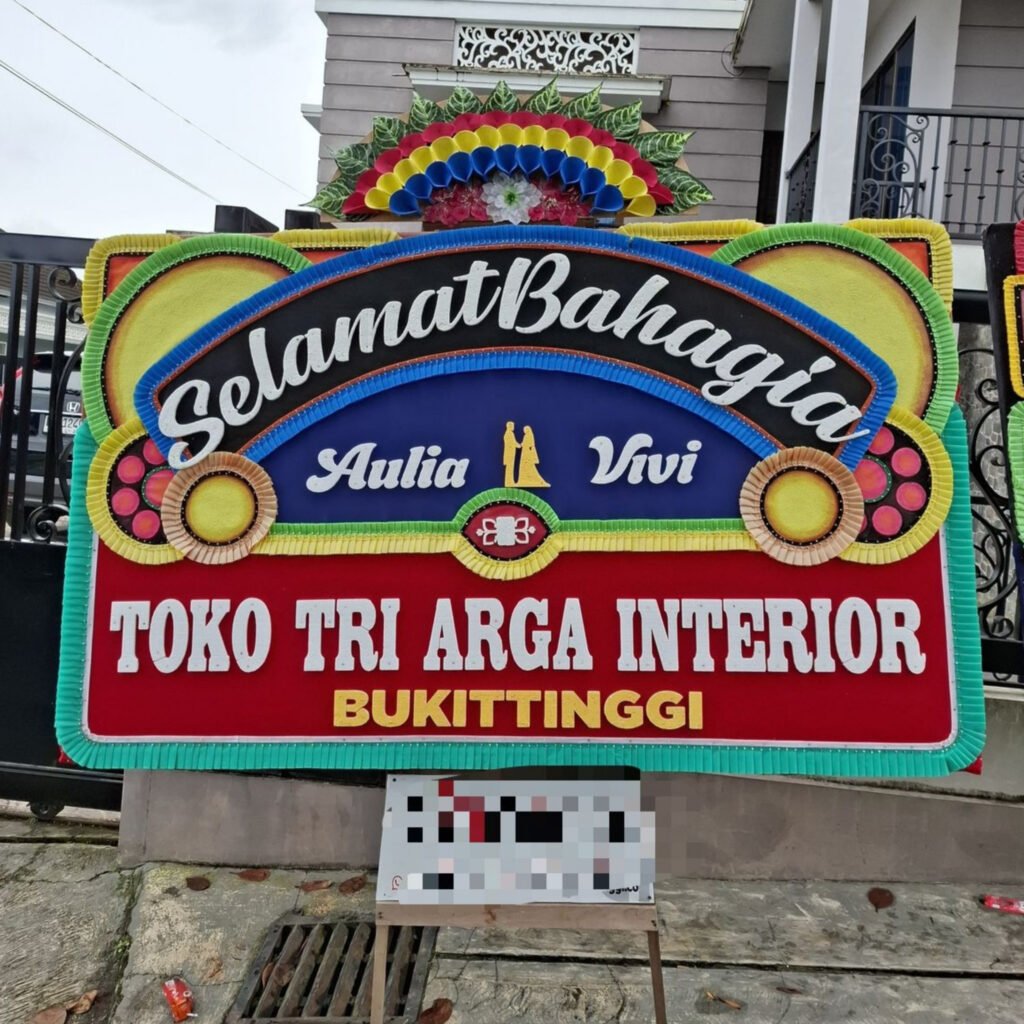 Selamat Bahagia
Aulia Vivi
TOKO TRI ARGA INTERIOR
BUKITTINGGI